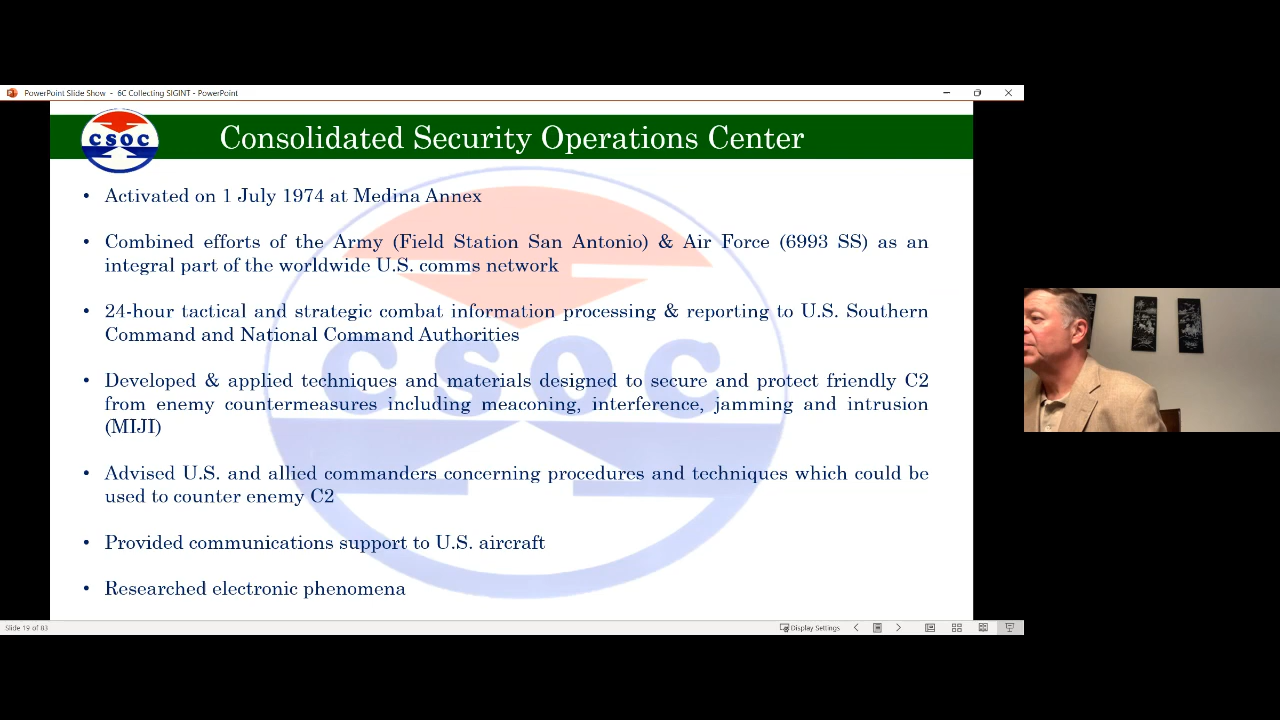 PowerPoint Slide Show - 6C Collecting SIGINT - PowerPoint
CSOC
Consolidated Security Operations Center
• Activated on 1 July 1974 at Medina Annex
• Combined efforts of the Army (Field Station San Antonio) & Air Force (6993 SS) as an
integral part of the worldwide U.S. comms network
• 24-hour tactical and strategic combat information processing & reporting to U.S. Southern
Command and National Command Authorities
• Developed & applied techniques and materials designed to secure and protect friendly C2
from enemy countermeasures including meaconing, interference, jamming and intrusion
(MIJI)
• Advised U.S. and allied commanders concerning procedures and techniques which could be
used to counter enemy C2
• Provided communications support to U.S. aircraft
• Researched electronic phenomena
csoc
Slide 19 of 83
Display Settings